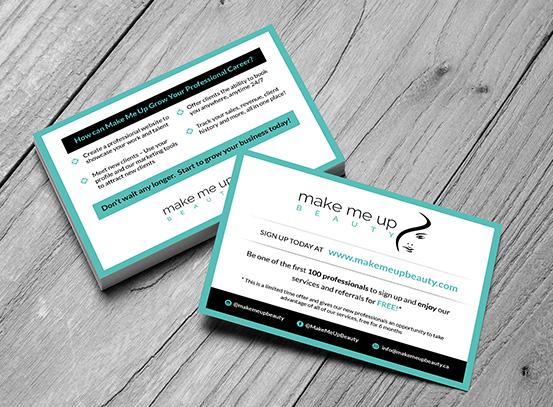 How can Make Me Up Grow Your Professional Career?
Create a professional website to
showcase your work and talent
Meet new clients - Use your
profile and our marketing tools
to attract new clients
Offer clients the ability to book
you anywhere, anytime 24/7
Track your sales, revenue, client
history and more, all in one place!
Don't wait any longer. Start to grow your business today!
make me up
make me up
BEAUTY
SIGN UP TODAY AT www.makemeupbeauty.com
Be one of the first 100 professionals to sign up and enjoy our
services and referrals for FREE!*
* This is a limited time offer and gives our new professionals an opportunity to take
advantage of all of our services, free for 6 months
@makemeupbeauty
@MakeMeUpBeauty
info@makemeupbeauty.ca